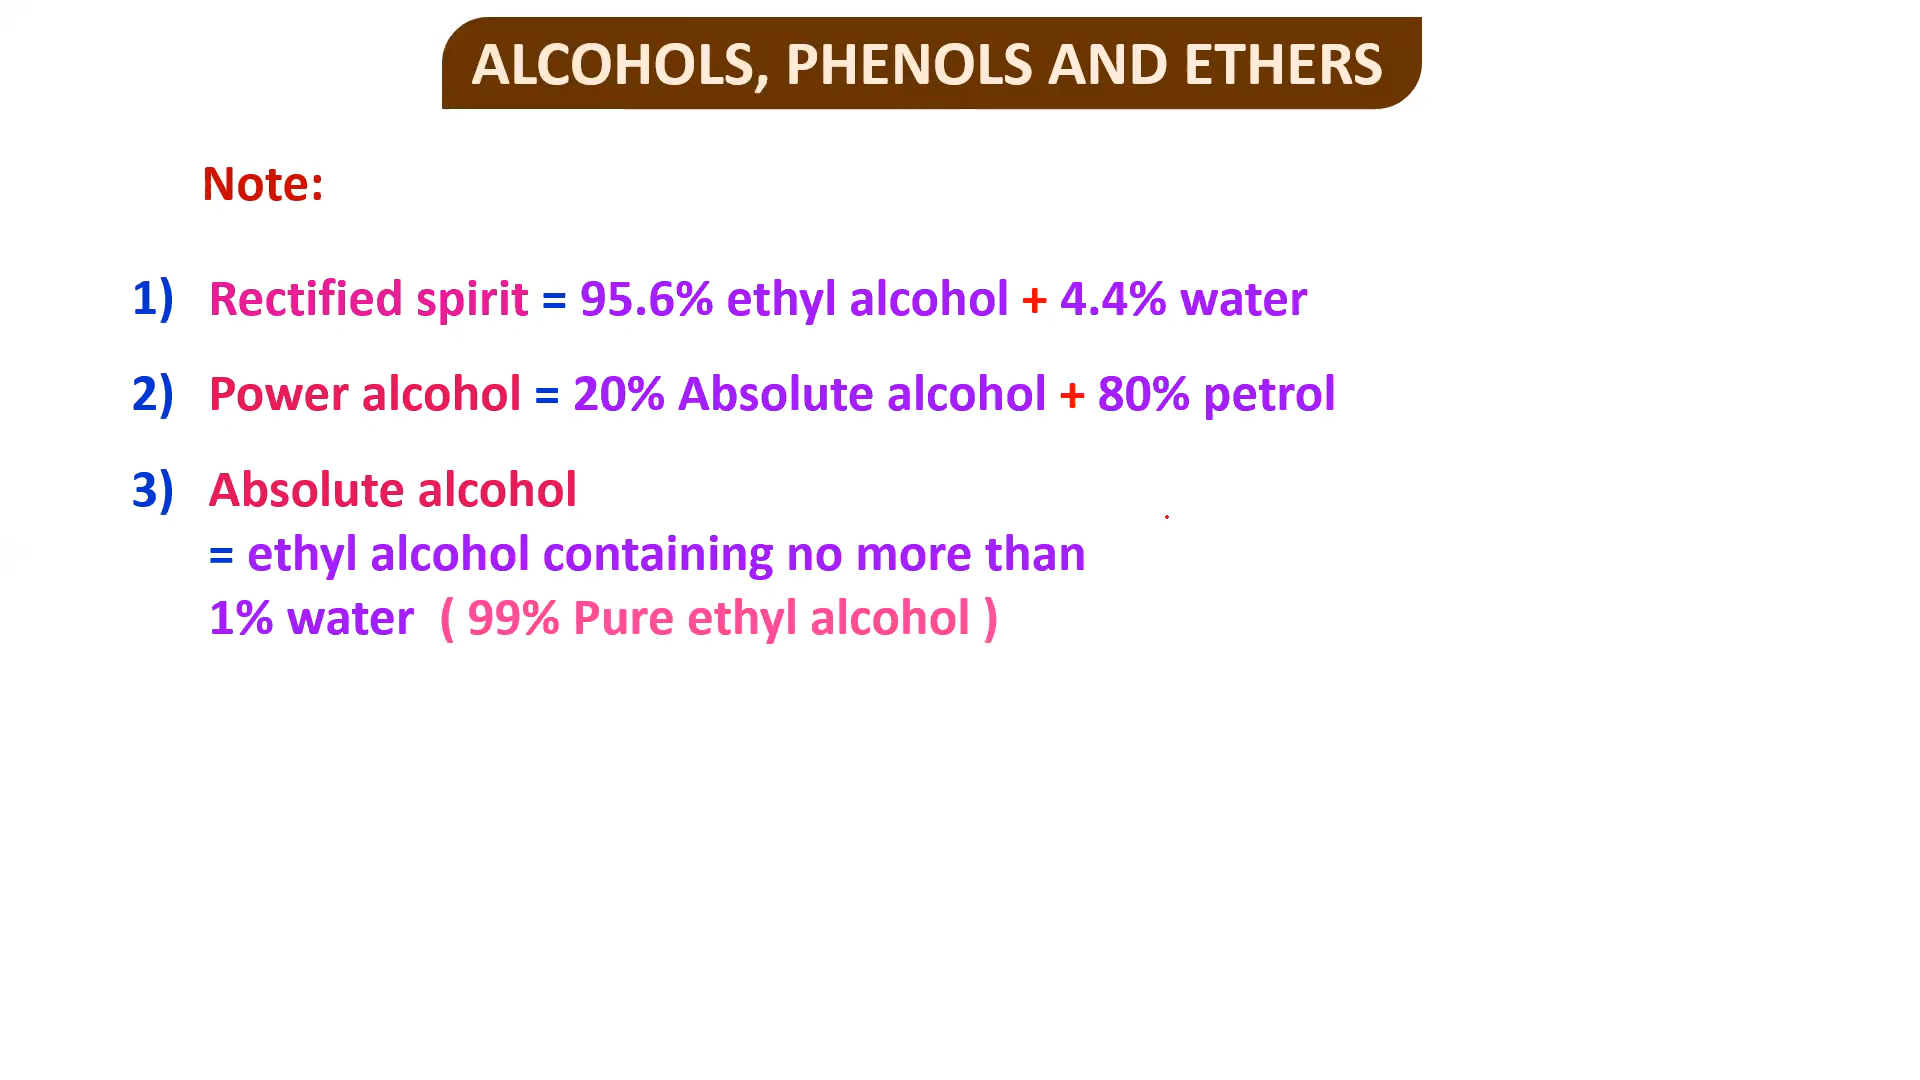 ALCOHOLS, PHENOLS AND ETHERS
Note:
1) Rectified spirit = 95.6% ethyl alcohol + 4.4% water
2) Power alcohol = 20% Absolute alcohol + 80% petrol
3) Absolute alcohol
= ethyl alcohol containing no more than
1% water ( 99% Pure ethyl alcohol )